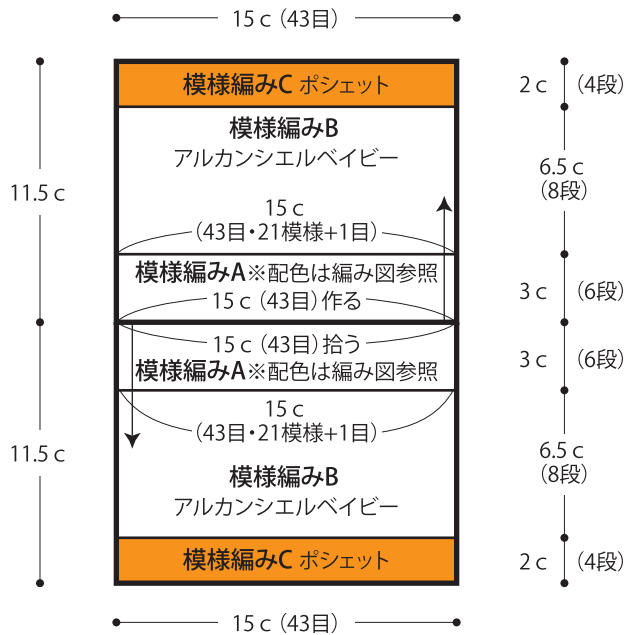 15 c (43目)
模様編みC ポシェット
2 c (4段)
模様編みB
アルカンシエルベイビー
6.5 c
(8段)
11.5 c
15 c
(43目・21模様+1目)
模様編みA※配色は編み図参照
3 c (6段)
15 c (43目) 作る
15 c (43目) 拾う
模様編みA※配色は編み図参照
3 c (6段)
15 c
(43目・21模様+1目)
11.5 c
模様編みB
アルカンシエルベイビー
6.5 c
(8段)
模様編みC ポシェット
2 c (4段)
15 c (43目)